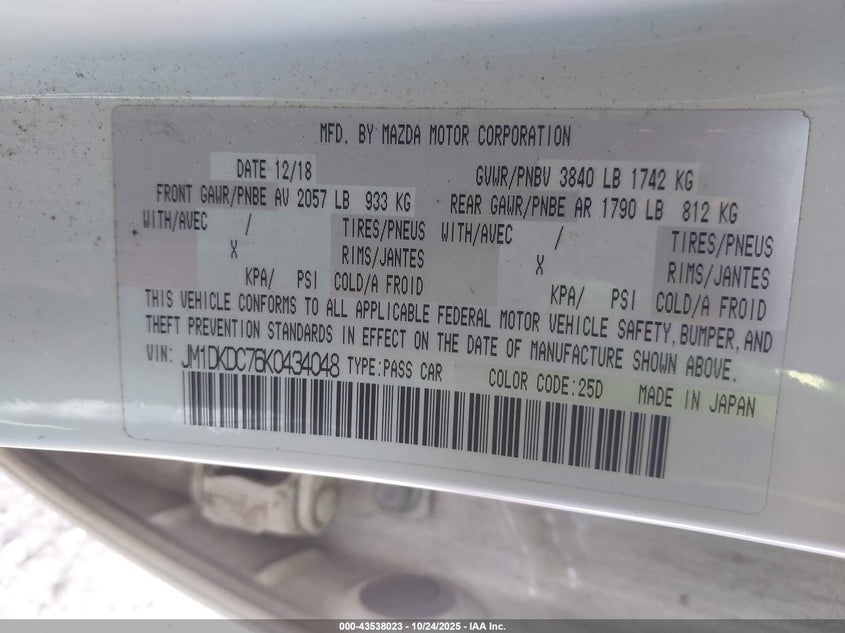 MFD. BY MAZDA MOTOR CORPORATION
DATE 12/18 GVWR/PNBV 3840 LB 1742 KG
FRONT GAWR/PNBE AV 2057 LB 933 KG REAR GAWR/PNBE AR 1790 LB 812 KG
WITH/AVEC / TIRES/PNEUS WITH/AVEC / TIRES/PNEUS
X RIMS/JANTES X RIMS/JANTES
KPA/ PSI COLD/A FROID KPA/ PSI COLD/A FROID
THIS VEHICLE CONFORMS TO ALL APPLICABLE FEDERAL MOTOR VEHICLE SAFETY, BUMPER, AND
THEFT PREVENTION STANDARDS IN EFFECT ON THE DATE OF MANUFACTURE SHOWN ABOVE.
VIN: JM1DKDC76K0434048 TYPE:PASS CAR COLOR CODE:25D MADE IN JAPAN
000-43538023 - 10/24/2025 - IAA Inc.